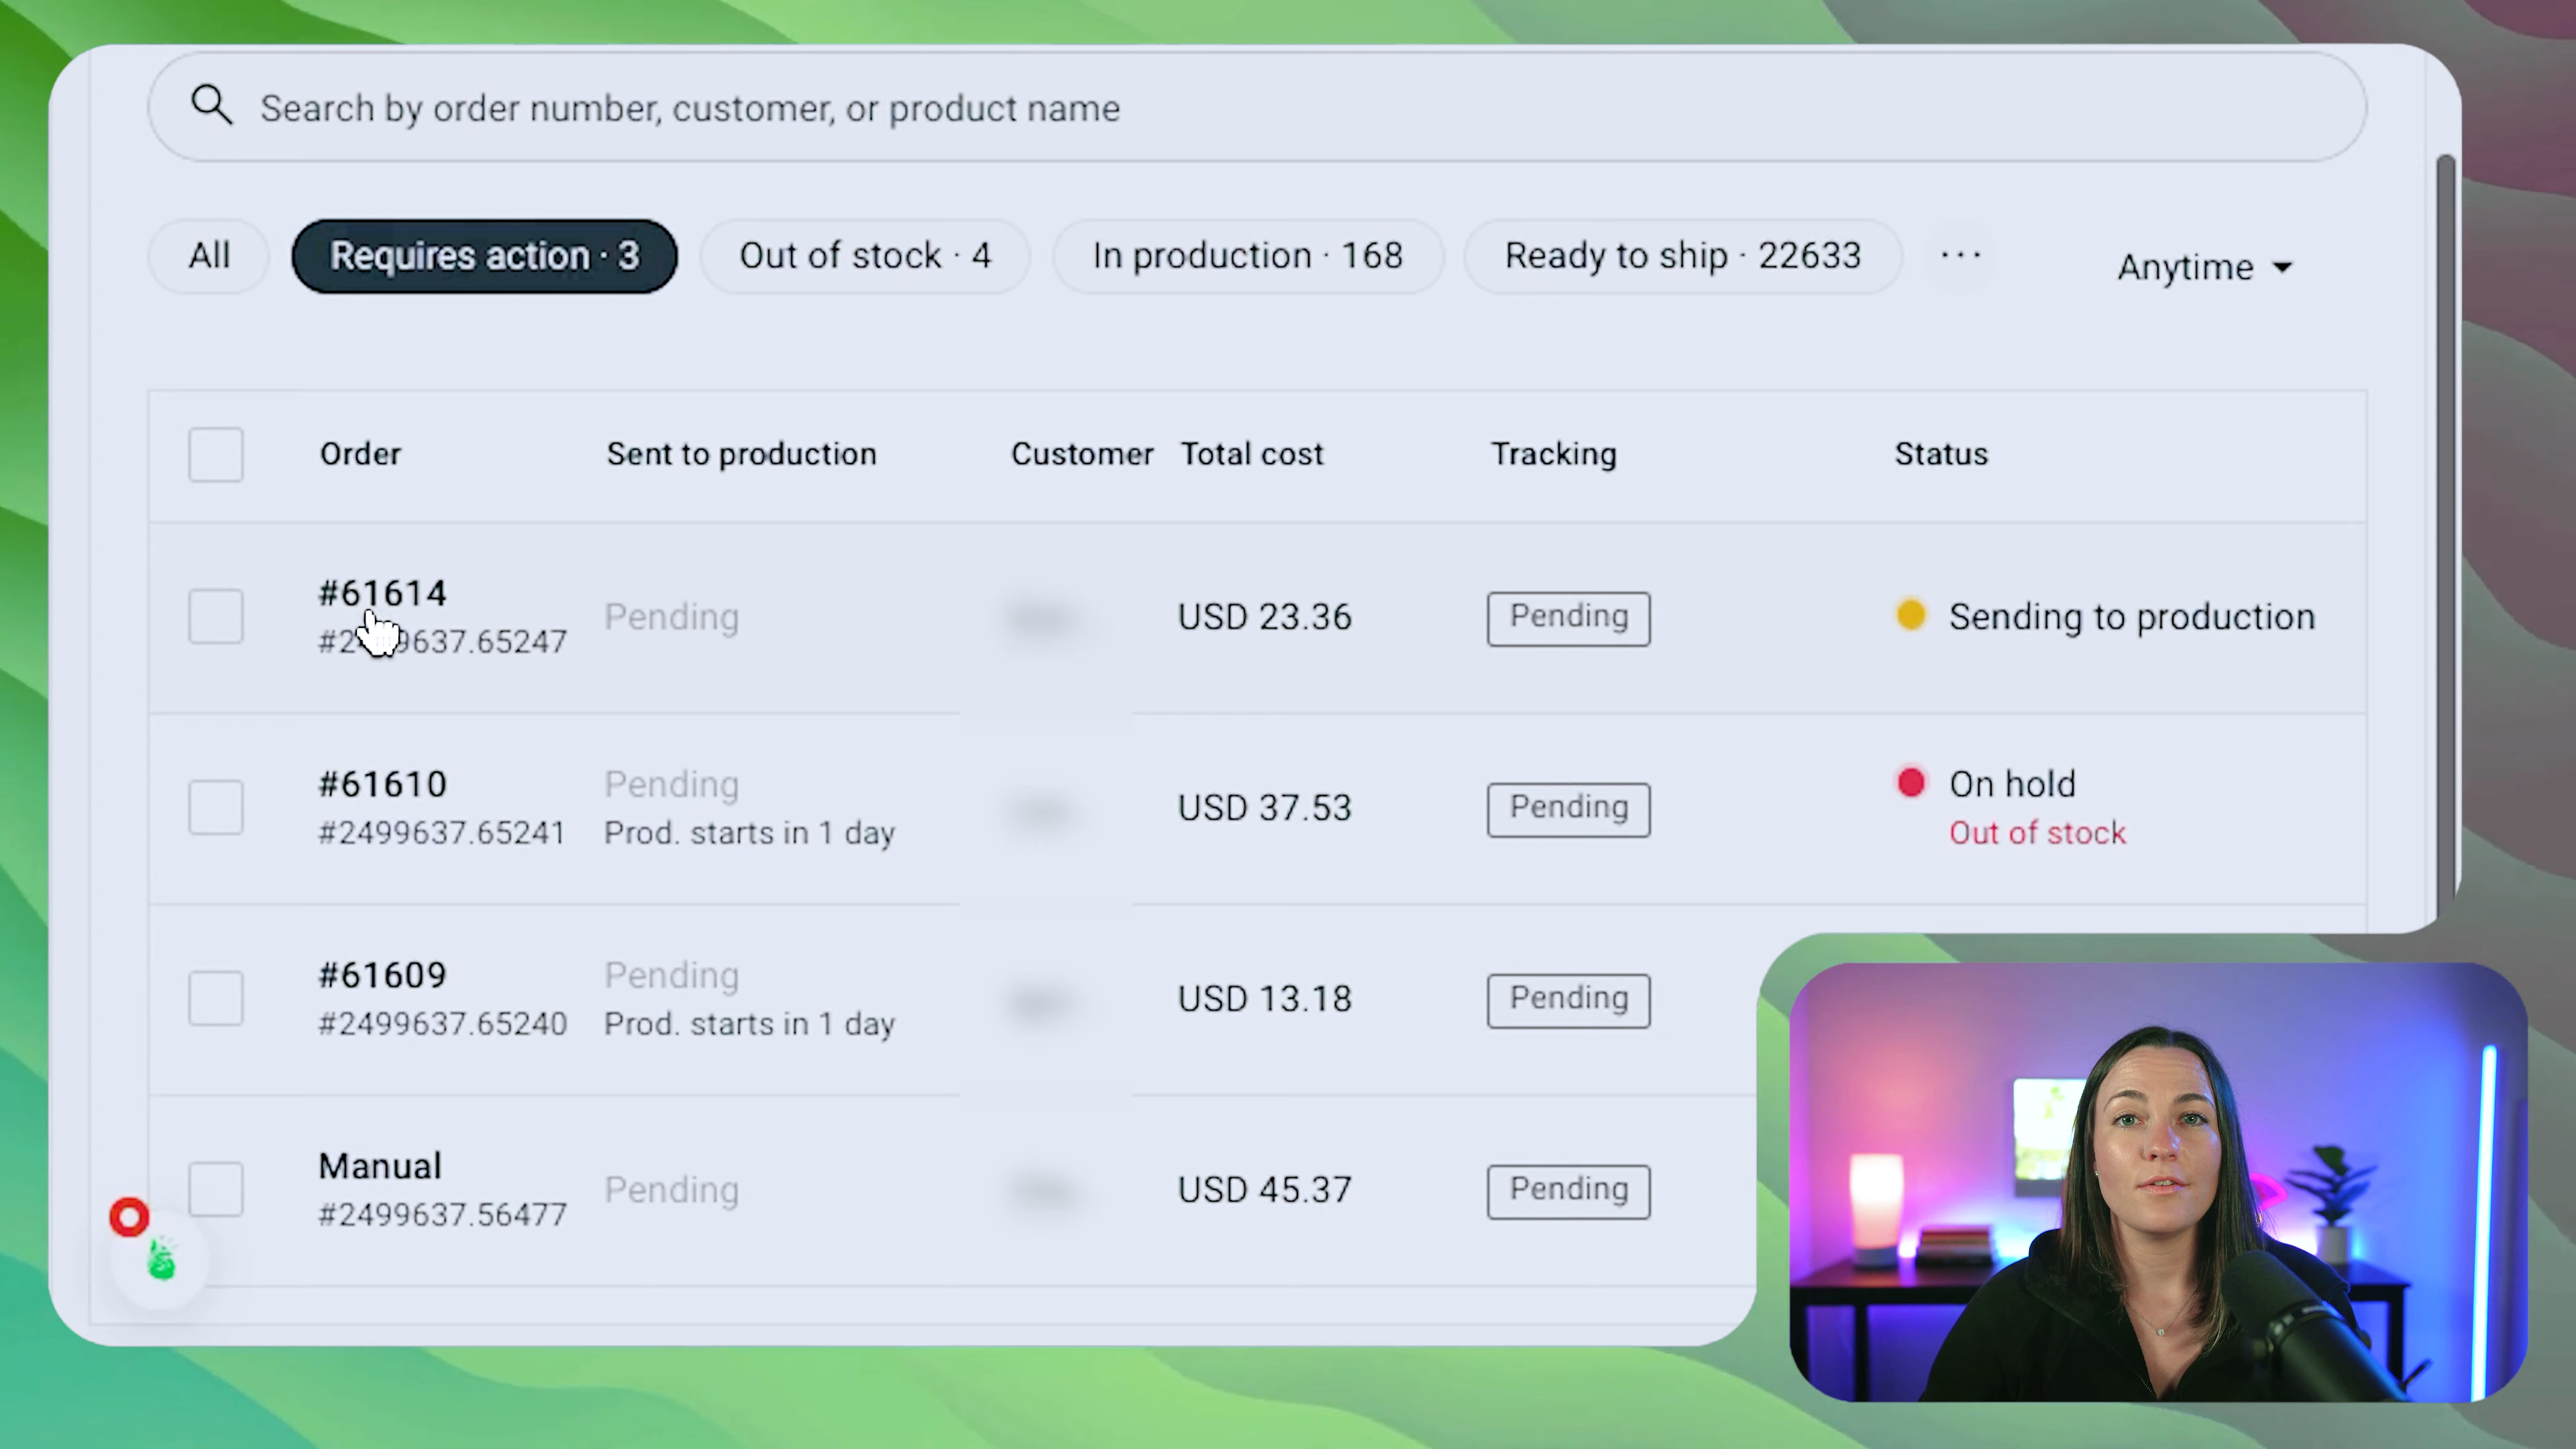 Search by order number, customer, or product name
All
Requires action · 3
Out of stock · 4
In production · 168
Ready to ship · 22633
...
Anytime
Order
Sent to production
Customer
Total cost
Tracking
Status
#61614
Pending
USD 23.36
Pending
Sending to production
637.65247
#61610
Pending
USD 37.53
Pending
On hold
#2499637.65241
Prod. starts in 1 day
Out of stock
#61609
Pending
USD 13.18
Pending
#2499637.65240
Prod. starts in 1 day
Manual
Pending
USD 45.37
Pending
#2499637.56477